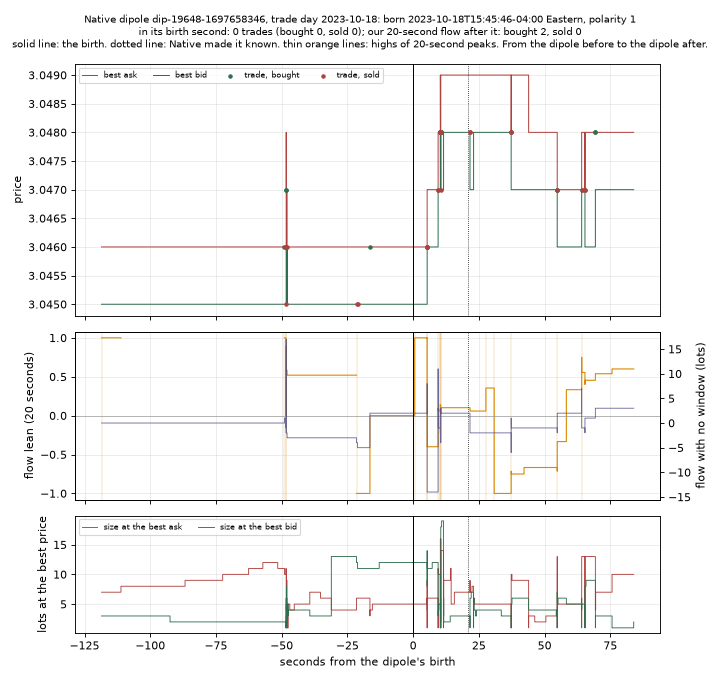 Native dipole dip-19648-1697658346, trade day 2023-10-18: born 2023-10-18T15:45:46-04:00 Eastern, polarity 1
in its birth second: 0 trades (bought 0, sold 0); our 20-second flow after it: bought 2, sold 0
solid line: the birth. dotted line: Native made it known. thin orange lines: highs of 20-second peaks. From the dipole before to the dipole after.
best ask best bid trade, bought trade, sold
3.0490
3.0485
3.0480
3.0475
3.0470
3.0465
3.0460
3.0455
3.0450
price
1.0
0.5
0.0
−0.5
−1.0
flow lean (20 seconds)
15
10
5
0
−5
−10
−15
flow with no window (lots)
size at the best ask size at the best bid
15
10
5
lots at the best price
−125 −100 −75 −50 −25 0 25 50 75
seconds from the dipole's birth